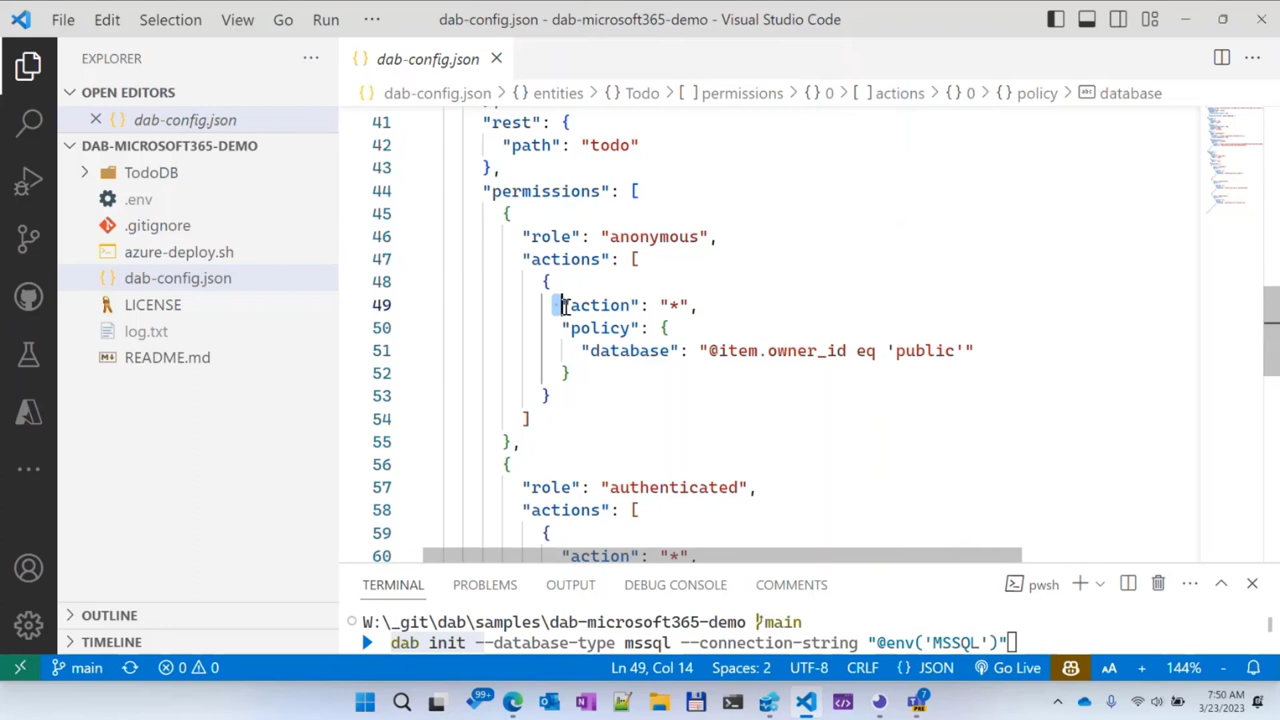 File Edit Selection View Go Run ··· dab-config.json - dab-microsoft365-demo - Visual Studio Code
EXPLORER ···
{} dab-config.json
OPEN EDITORS
{} dab-config.json > {} entities > {} Todo > [ ] permissions > {} 0 > [ ] actions > {} 0 > {} policy > abc database
{} dab-config.json
DAB-MICROSOFT365-DEMO
TodoDB
.env
.gitignore
azure-deploy.sh
{} dab-config.json
LICENSE
log.txt
README.md
OUTLINE
TIMELINE
41 "rest": {
42 "path": "todo"
43 },
44 "permissions": [
45 {
46 "role": "anonymous",
47 "actions": [
48 {
49 "action": "*",
50 "policy": {
51 "database": "@item.owner_id eq 'public'"
52 }
53 }
54 ]
55 },
56 {
57 "role": "authenticated",
58 "actions": [
59 {
60 "action": "*",
TERMINAL PROBLEMS OUTPUT DEBUG CONSOLE COMMENTS pwsh
W:\_git\dab\samples\dab-microsoft365-demo main
dab init --database-type mssql --connection-string "@env('MSSQL')"
main 0 0 Ln 49, Col 14 Spaces: 2 UTF-8 CRLF {} JSON Go Live AA + 144% -
99+ 7 PRE
7:50 AM
3/23/2023